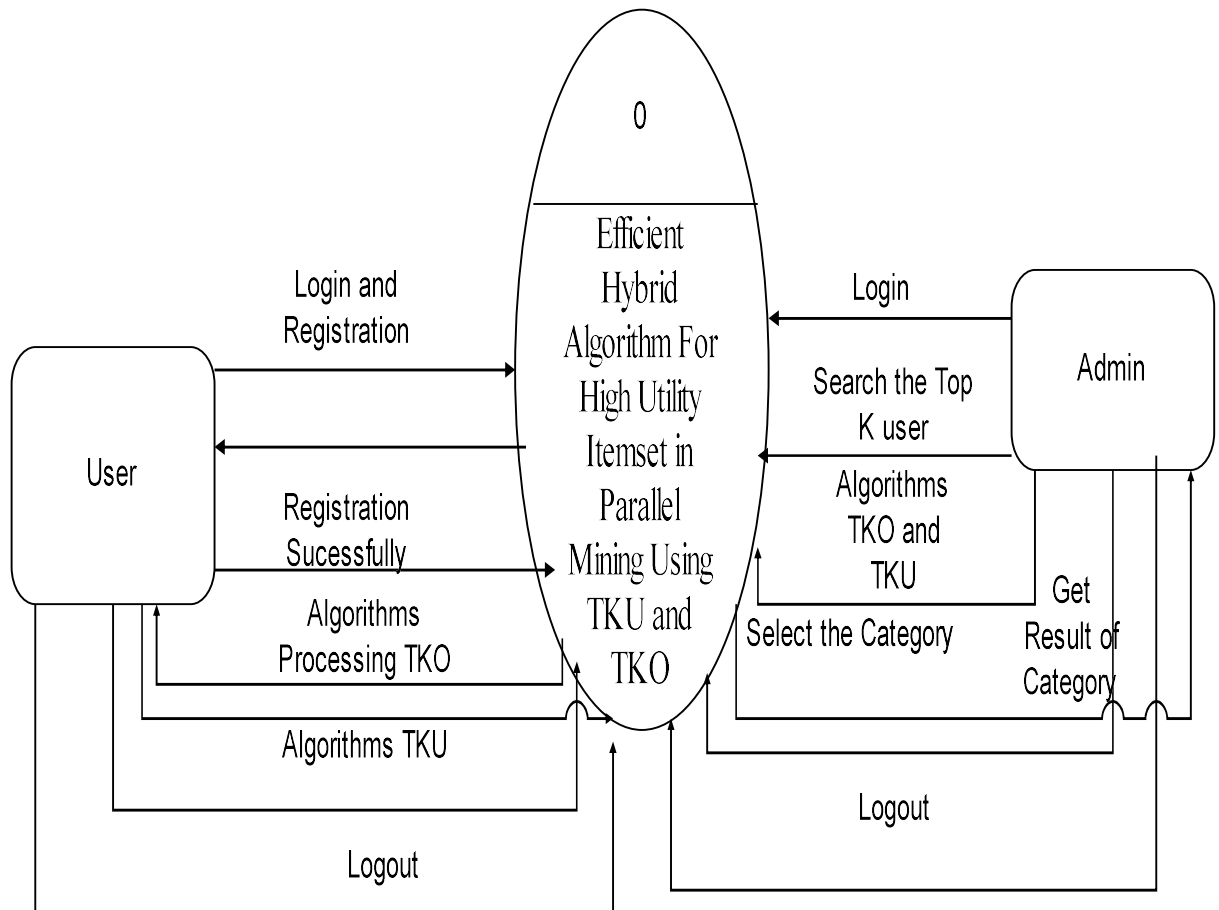 0
Efficient
Hybrid
Algorithm For
High Utility
Itemset in
Parallel
Mining Using
TKU and
TKO
Login and
Registration
User
Registration
Sucessfully
Algorithms
Processing TKO
Algorithms TKU
Logout
Login
Admin
Search the Top
K user
Algorithms
TKO and
TKU
Select the Category
Get
Result of
Category
Logout